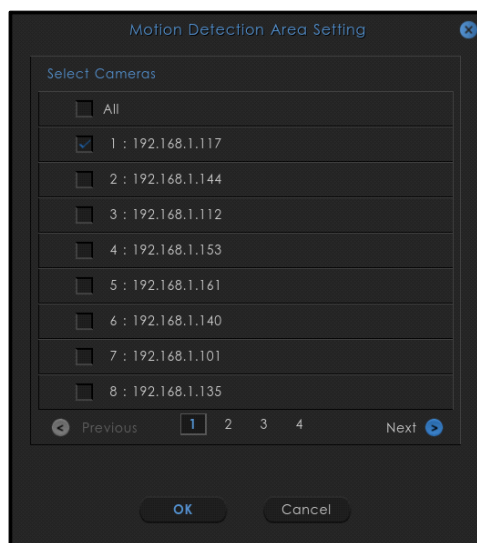 Motion Detection Area Setting
Select Cameras
All
1 : 192.168.1.117
2 : 192.168.1.144
3 : 192.168.1.112
4 : 192.168.1.153
5 : 192.168.1.161
6 : 192.168.1.140
7 : 192.168.1.101
8 : 192.168.1.135
Previous 1 2 3 4 Next
OK Cancel